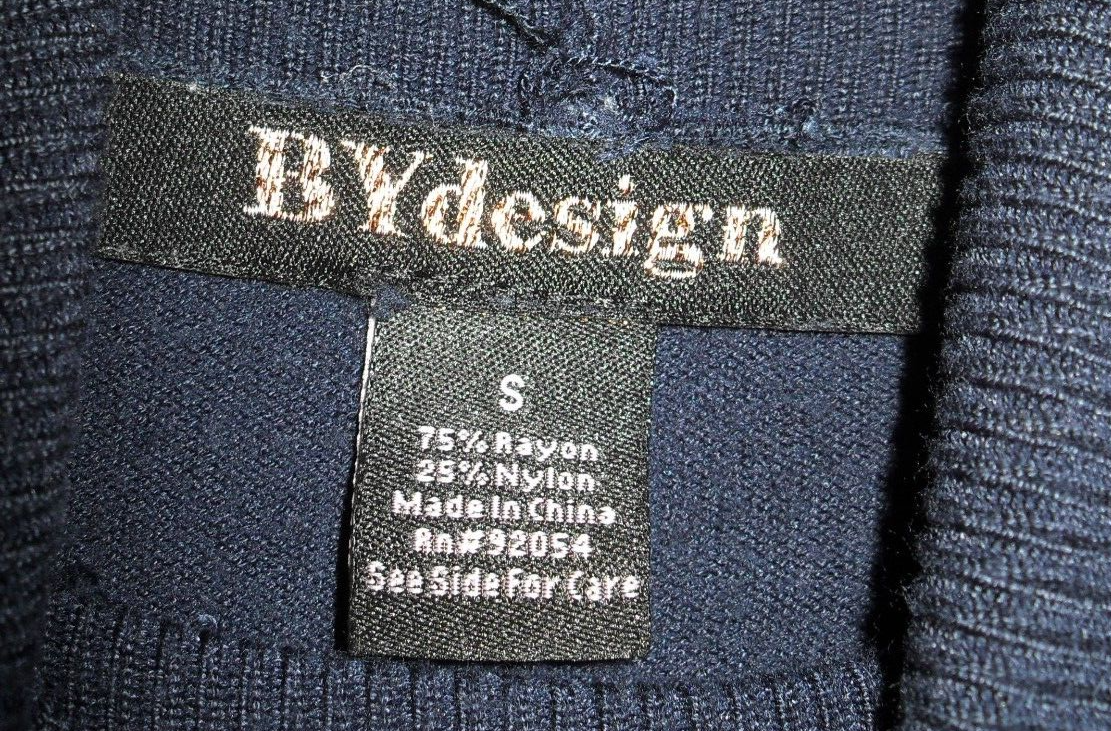 BYdesign
S
75% Rayon
25% Nylon
Made In China
Rn#92054
See Side For Care